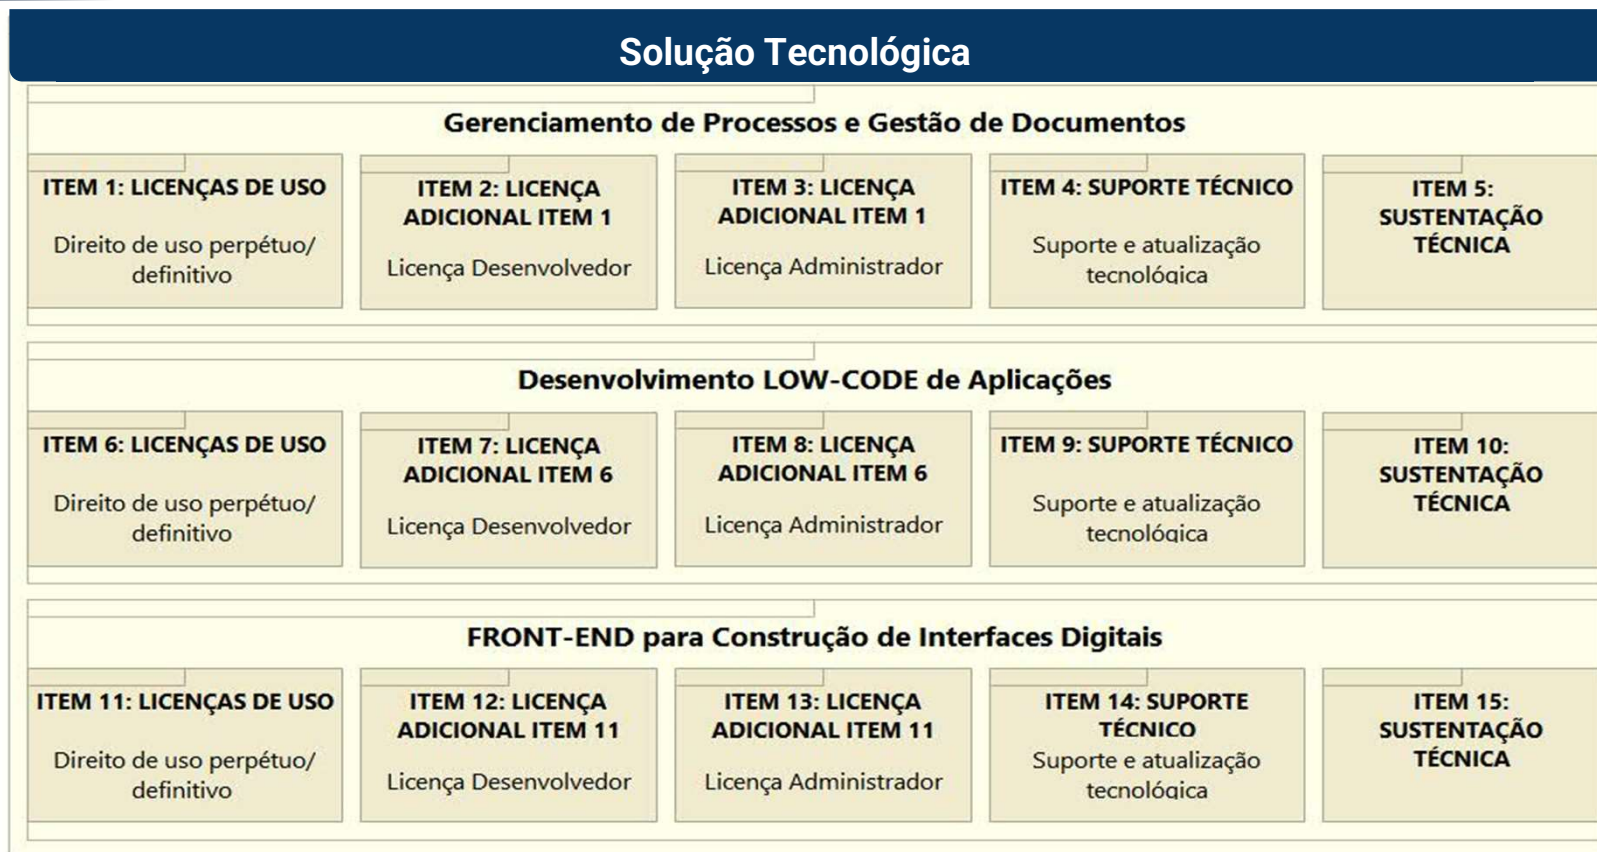 Solução Tecnológica
Gerenciamento de Processos e Gestão de Documentos
ITEM 1: LICENÇAS DE USO
Direito de uso perpétuo/
definitivo
ITEM 2: LICENÇA
ADICIONAL ITEM 1
Licença Desenvolvedor
ITEM 3: LICENÇA
ADICIONAL ITEM 1
Licença Administrador
ITEM 4: SUPORTE TÉCNICO
Suporte e atualização
tecnológica
ITEM 5:
SUSTENTAÇÃO
TÉCNICA
Desenvolvimento LOW-CODE de Aplicações
ITEM 6: LICENÇAS DE USO
Direito de uso perpétuo/
definitivo
ITEM 7: LICENÇA
ADICIONAL ITEM 6
Licença Desenvolvedor
ITEM 8: LICENÇA
ADICIONAL ITEM 6
Licença Administrador
ITEM 9: SUPORTE TÉCNICO
Suporte e atualização
tecnológica
ITEM 10:
SUSTENTAÇÃO
TÉCNICA
FRONT-END para Construção de Interfaces Digitais
ITEM 11: LICENÇAS DE USO
Direito de uso perpétuo/
definitivo
ITEM 12: LICENÇA
ADICIONAL ITEM 11
Licença Desenvolvedor
ITEM 13: LICENÇA
ADICIONAL ITEM 11
Licença Administrador
ITEM 14: SUPORTE
TÉCNICO
Suporte e atualização
tecnológica
ITEM 15:
SUSTENTAÇÃO
TÉCNICA